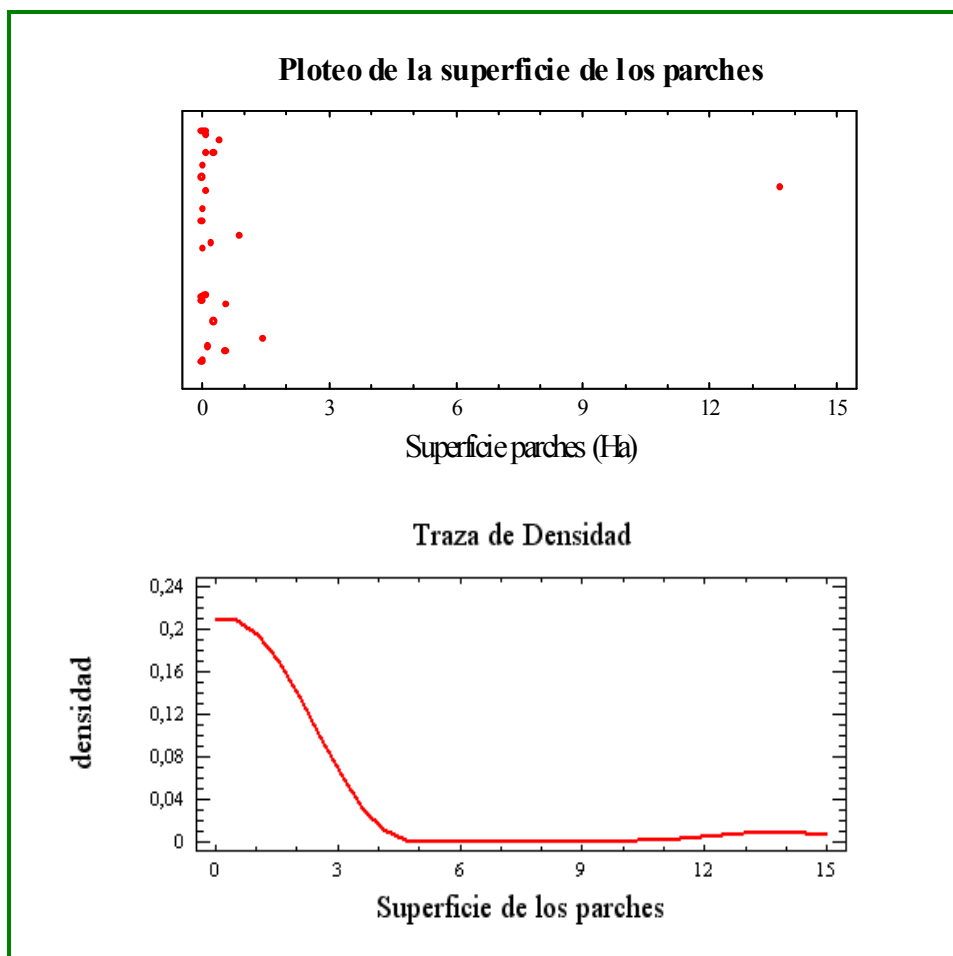 Ploteo de la superficie de los parches
0 3 6 9 12 15
Superficie parches (Ha)
Traza de Densidad
0,24
0,2
0,16
0,12
0,08
0,04
0
densidad
0 3 6 9 12 15
Superficie de los parches